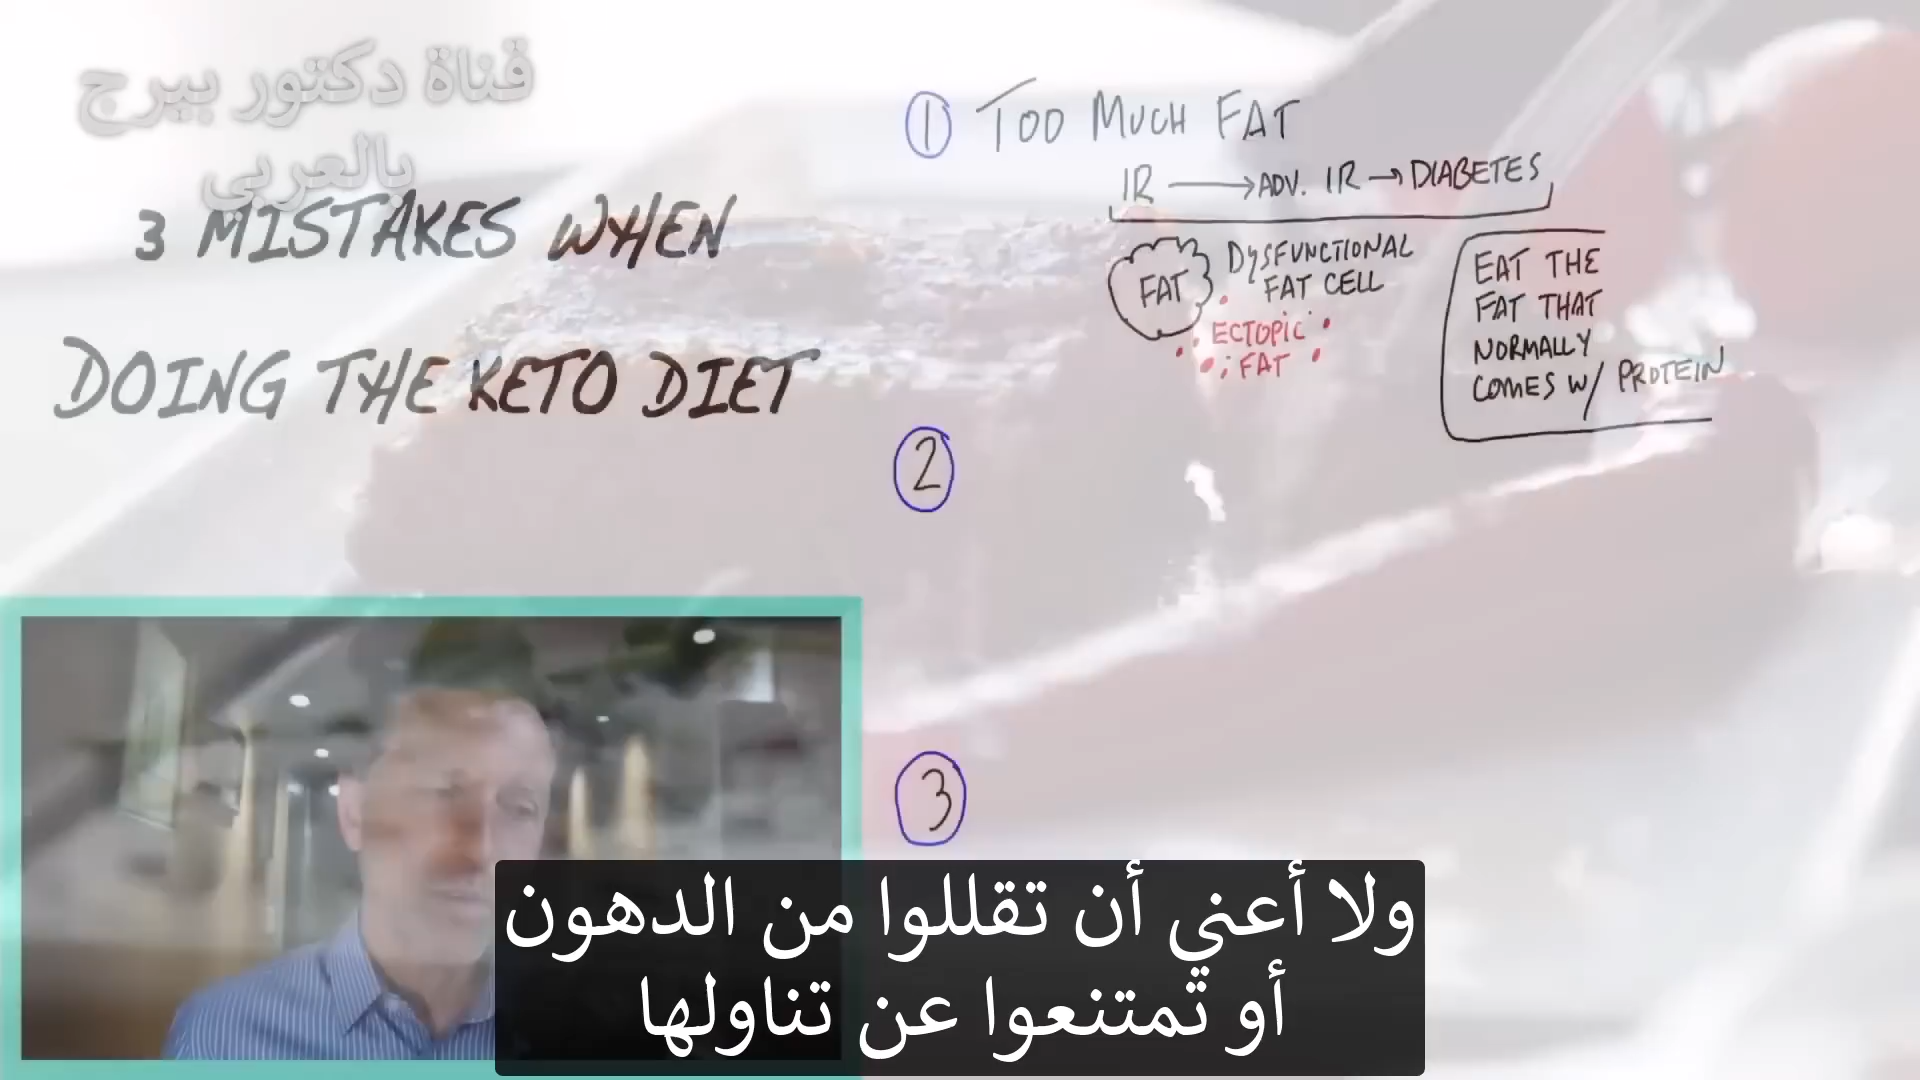 قناة دكتور بيرج
بالعربي
3 MISTAKES WHEN
DOING THE KETO DIET
1 TOO MUCH FAT
IR → ADV. IR → DIABETES
FAT
DYSFUNCTIONAL
FAT CELL
ECTOPIC
FAT
EAT THE
FAT THAT
NORMALLY
COMES W/ PROTEIN
2
3
ولا أعني أن تقللوا من الدهون
أو تمتنعوا عن تناولها